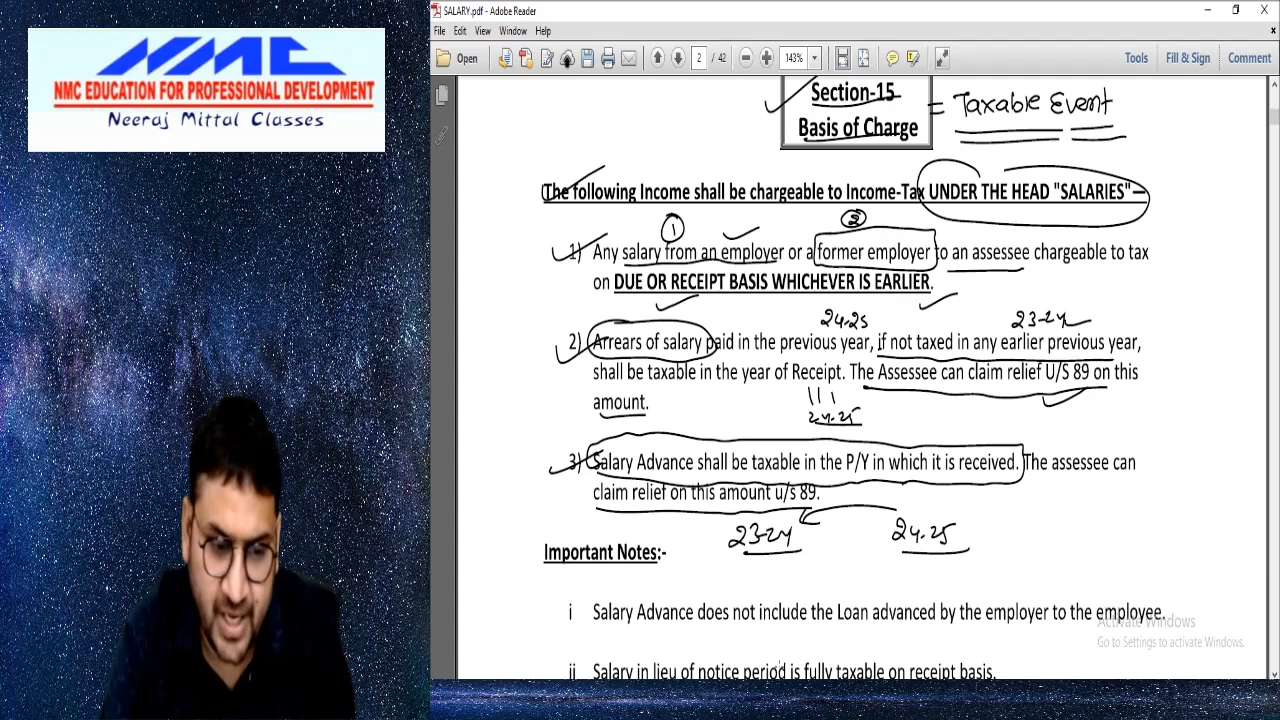 SALARY.pdf - Adobe Reader
File Edit View Window Help
Open 2 / 42 143% Tools Fill & Sign Comment
NMC
NMC EDUCATION FOR PROFESSIONAL DEVELOPMENT
Neeraj Mittal Classes
Section-15
Basis of Charge
= Taxable Event
The following Income shall be chargeable to Income-Tax UNDER THE HEAD "SALARIES"–
1 2
1) Any salary from an employer or a former employer to an assessee chargeable to tax
on DUE OR RECEIPT BASIS WHICHEVER IS EARLIER.
24-25 23-24
2) Arrears of salary paid in the previous year, if not taxed in any earlier previous year,
shall be taxable in the year of Receipt. The Assessee can claim relief U/S 89 on this
amount.
24-25
3) Salary Advance shall be taxable in the P/Y in which it is received. The assessee can
claim relief on this amount u/s 89.
23-24 24-25
Important Notes:-
i Salary Advance does not include the Loan advanced by the employer to the employee.
Activate Windows
Go to Settings to activate Windows.
ii Salary in lieu of notice period is fully taxable on receipt basis.